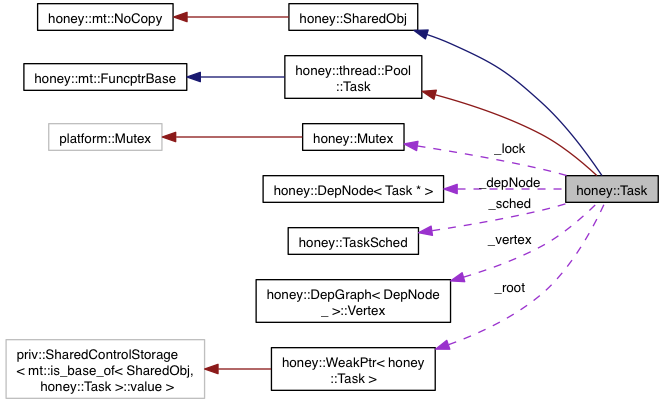 honey::mt::NoCopy
honey::SharedObj
honey::mt::FuncptrBase
honey::thread::Pool
::Task
platform::Mutex
honey::Mutex
_lock
honey::DepNode< Task * >
_depNode
honey::Task
_sched
honey::TaskSched
_vertex
honey::DepGraph< DepNode
_ >::Vertex
_root
priv::SharedControlStorage
< mt::is_base_of< SharedObj,
honey::Task >::value >
honey::WeakPtr< honey
::Task >